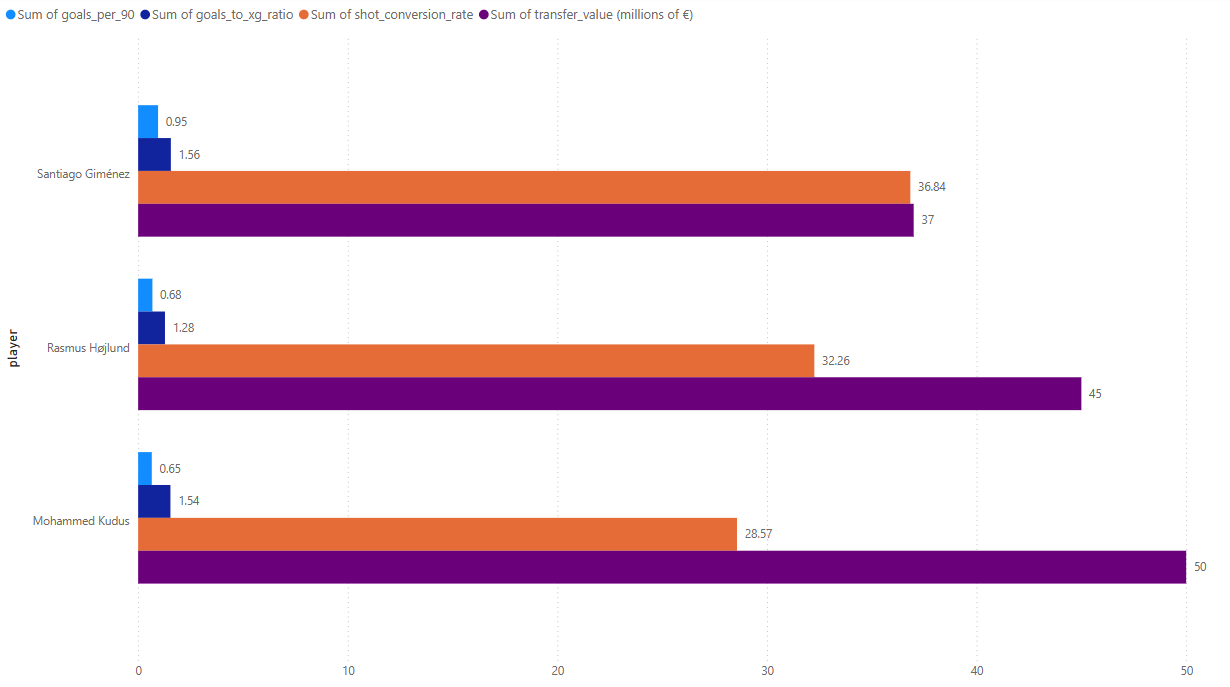 Sum of goals_per_90 Sum of goals_to_xg_ratio Sum of shot_conversion_rate Sum of transfer_value (millions of €)
0.95
1.56
Santiago Giménez
36.84
37
0.68
1.28
player
Rasmus Højlund
32.26
45
0.65
1.54
Mohammed Kudus
28.57
50
0 10 20 30 40 50